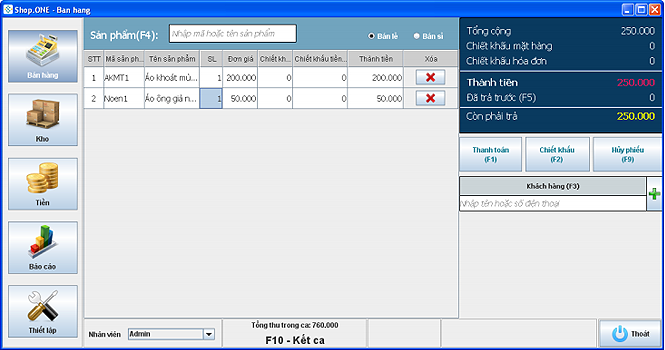 Shop.ONE - Ban hang
Bán hàng
Kho
Tiền
Báo cáo
Thiết lập
Sản phẩm(F4):
Nhập mã hoặc tên sản phẩm
Bán lẻ
Bán sỉ
STT Mã sản ph... Tên sản phẩm SL Đơn giá Chiết kh... Chiết khấu tiền... Thành tiền Xóa
1 AKMT1 Áo khoát mù... 1 200.000 0 0 200.000
2 Noen1 Áo ông già n... 1 50.000 0 0 50.000
Tổng cộng 250.000
Chiết khấu mặt hàng 0
Chiết khấu hóa đơn 0
Thành tiền 250.000
Đã trả trước (F5) 0
Còn phải trả 250.000
Thanh toán
(F1)
Chiết khấu
(F2)
Hủy phiếu
(F9)
Khách hàng (F3)
Nhập tên hoặc số điện thoại
Nhân viên Admin
Tổng thu trong ca: 760.000
F10 - Kết ca
Thoát